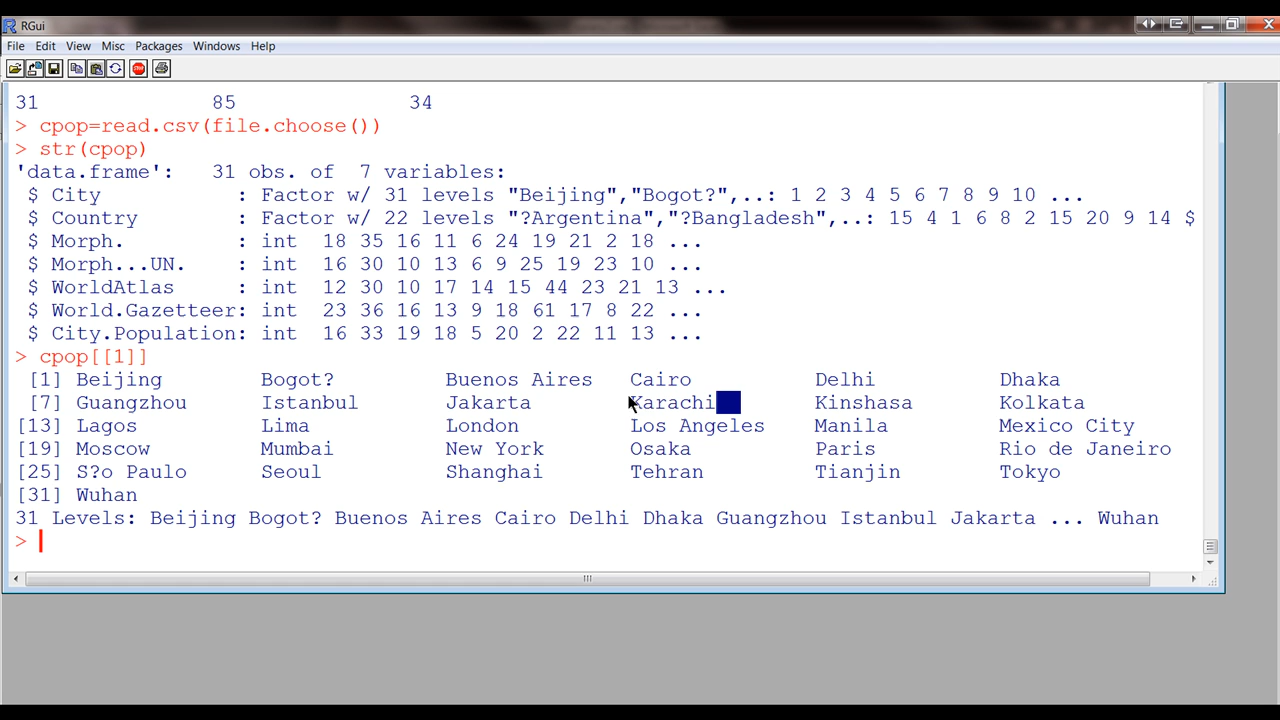 RGui
File Edit View Misc Packages Windows Help
STOP
31 85 34
> cpop=read.csv(file.choose())
> str(cpop)
'data.frame': 31 obs. of 7 variables:
$ City : Factor w/ 31 levels "Beijing","Bogot?",..: 1 2 3 4 5 6 7 8 9 10 ...
$ Country : Factor w/ 22 levels "?Argentina","?Bangladesh",..: 15 4 1 6 8 2 15 20 9 14 $
$ Morph. : int 18 35 16 11 6 24 19 21 2 18 ...
$ Morph...UN. : int 16 30 10 13 6 9 25 19 23 10 ...
$ WorldAtlas : int 12 30 10 17 14 15 44 23 21 13 ...
$ World.Gazetteer: int 23 36 16 13 9 18 61 17 8 22 ...
$ City.Population: int 16 33 19 18 5 20 2 22 11 13 ...
> cpop[[1]]
[1] Beijing Bogot? Buenos Aires Cairo Delhi Dhaka
[7] Guangzhou Istanbul Jakarta Karachi Kinshasa Kolkata
[13] Lagos Lima London Los Angeles Manila Mexico City
[19] Moscow Mumbai New York Osaka Paris Rio de Janeiro
[25] S?o Paulo Seoul Shanghai Tehran Tianjin Tokyo
[31] Wuhan
31 Levels: Beijing Bogot? Buenos Aires Cairo Delhi Dhaka Guangzhou Istanbul Jakarta ... Wuhan
>